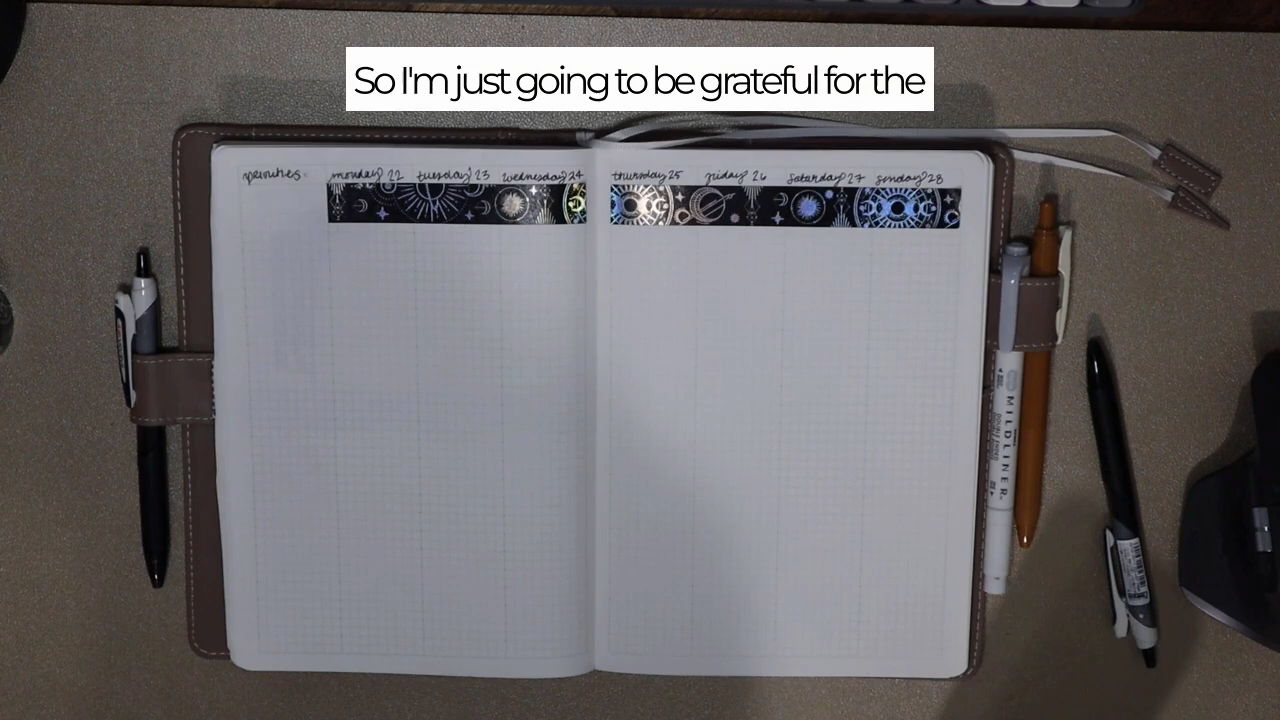 So I'm just going to be grateful for the
priorities.
monday 22 tuesday 23 wednesday 24 thursday 25 friday 26 saturday 27 sunday 28
MILDLINER